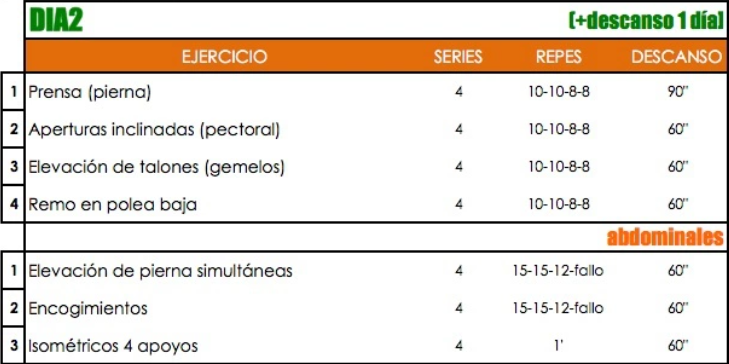 DIA2 (+descanso 1 día)
EJERCICIO SERIES REPES DESCANSO
1 Prensa (pierna) 4 10-10-8-8 90"
2 Aperturas inclinadas (pectoral) 4 10-10-8-8 60"
3 Elevación de talones (gemelos) 4 10-10-8-8 60"
4 Remo en polea baja 4 10-10-8-8 60"
abdominales
1 Elevación de pierna simultáneas 4 15-15-12-fallo 60"
2 Encogimientos 4 15-15-12-fallo 60"
3 Isométricos 4 apoyos 4 1' 60"